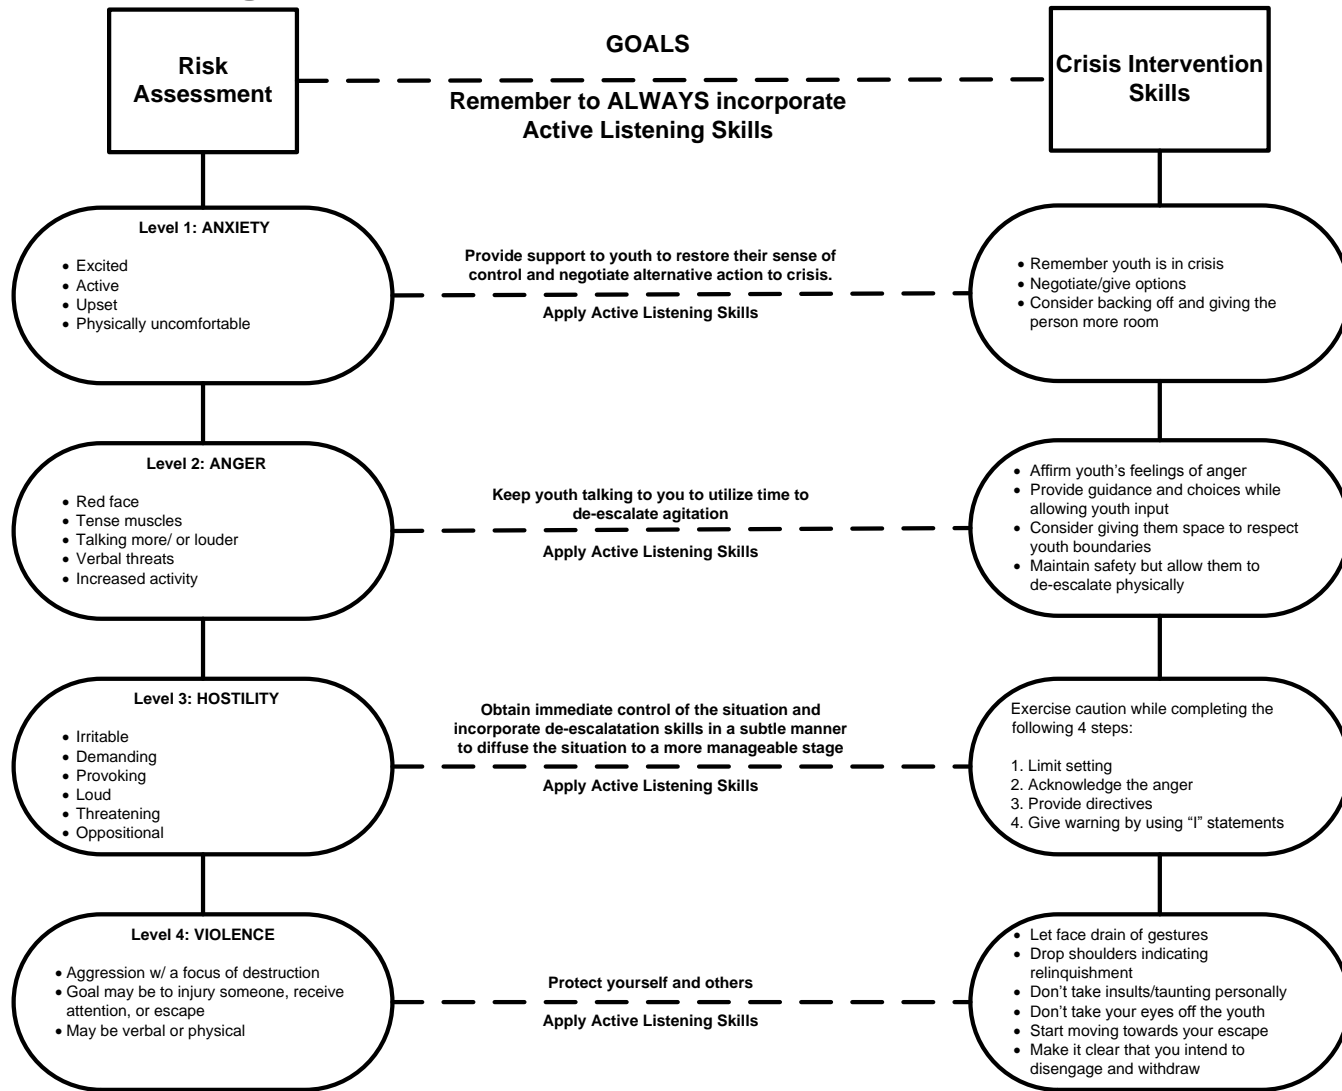 Risk
Assessment
GOALS
Remember to ALWAYS incorporate
Active Listening Skills
Crisis Intervention
Skills
Level 1: ANXIETY
• Excited
• Active
• Upset
• Physically uncomfortable
Provide support to youth to restore their sense of
control and negotiate alternative action to crisis.
Apply Active Listening Skills
• Remember youth is in crisis
• Negotiate/give options
• Consider backing off and giving the
person more room
Level 2: ANGER
• Red face
• Tense muscles
• Talking more/ or louder
• Verbal threats
• Increased activity
Keep youth talking to you to utilize time to
de-escalate agitation
Apply Active Listening Skills
• Affirm youth’s feelings of anger
• Provide guidance and choices while
allowing youth input
• Consider giving them space to respect
youth boundaries
• Maintain safety but allow them to
de-escalate physically
Level 3: HOSTILITY
• Irritable
• Demanding
• Provoking
• Loud
• Threatening
• Oppositional
Obtain immediate control of the situation and
incorporate de-escalatation skills in a subtle manner
to diffuse the situation to a more manageable stage
Apply Active Listening Skills
Exercise caution while completing the
following 4 steps:
1. Limit setting
2. Acknowledge the anger
3. Provide directives
4. Give warning by using “I” statements
Level 4: VIOLENCE
• Aggression w/ a focus of destruction
• Goal may be to injury someone, receive
attention, or escape
• May be verbal or physical
Protect yourself and others
Apply Active Listening Skills
• Let face drain of gestures
• Drop shoulders indicating
relinquishment
• Don’t take insults/taunting personally
• Don’t take your eyes off the youth
• Start moving towards your escape
• Make it clear that you intend to
disengage and withdraw